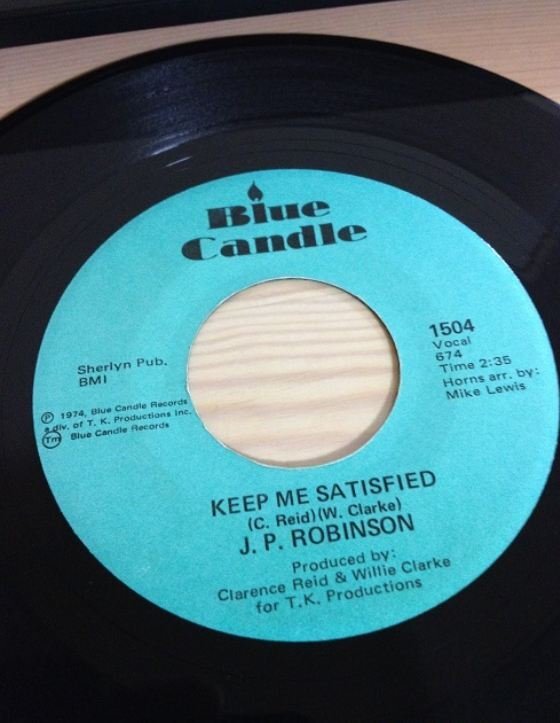 Blue
Candle
Sherlyn Pub.
BMI
℗ 1974, Blue Candle Records
a div. of T. K. Productions Inc.
Tm Blue Candle Records
1504
Vocal
674
Time 2:35
Horns arr. by:
Mike Lewis
KEEP ME SATISFIED
(C. Reid)(W. Clarke)
J. P. ROBINSON
Produced by:
Clarence Reid & Willie Clarke
for T.K. Productions